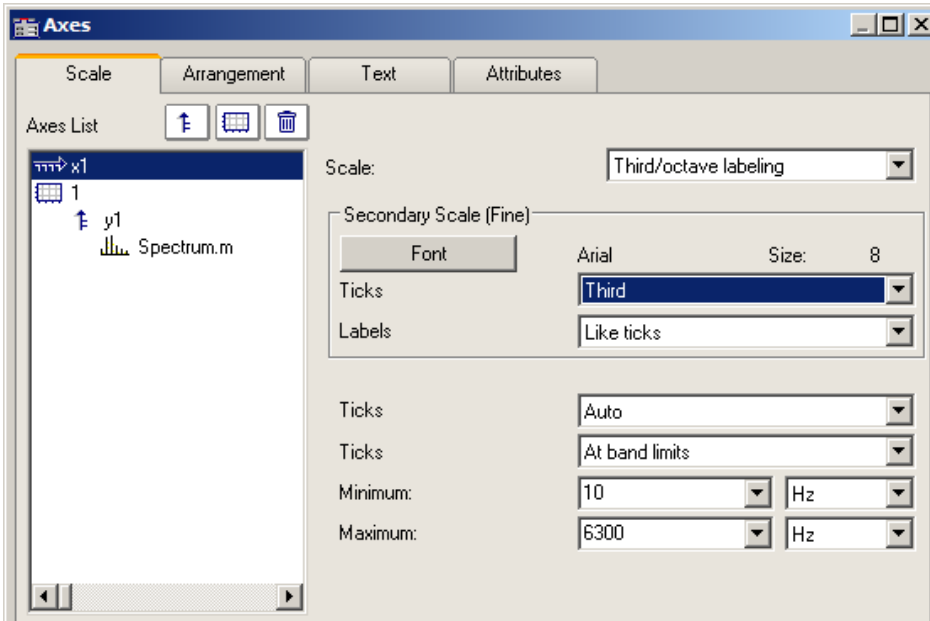 Axes
Scale Arrangement Text Attributes
Axes List
x1
1
y1
Spectrum.m
Scale: Third/octave labeling
Secondary Scale (Fine)
Font Arial Size: 8
Ticks Third
Labels Like ticks
Ticks Auto
Ticks At band limits
Minimum: 10 Hz
Maximum: 6300 Hz